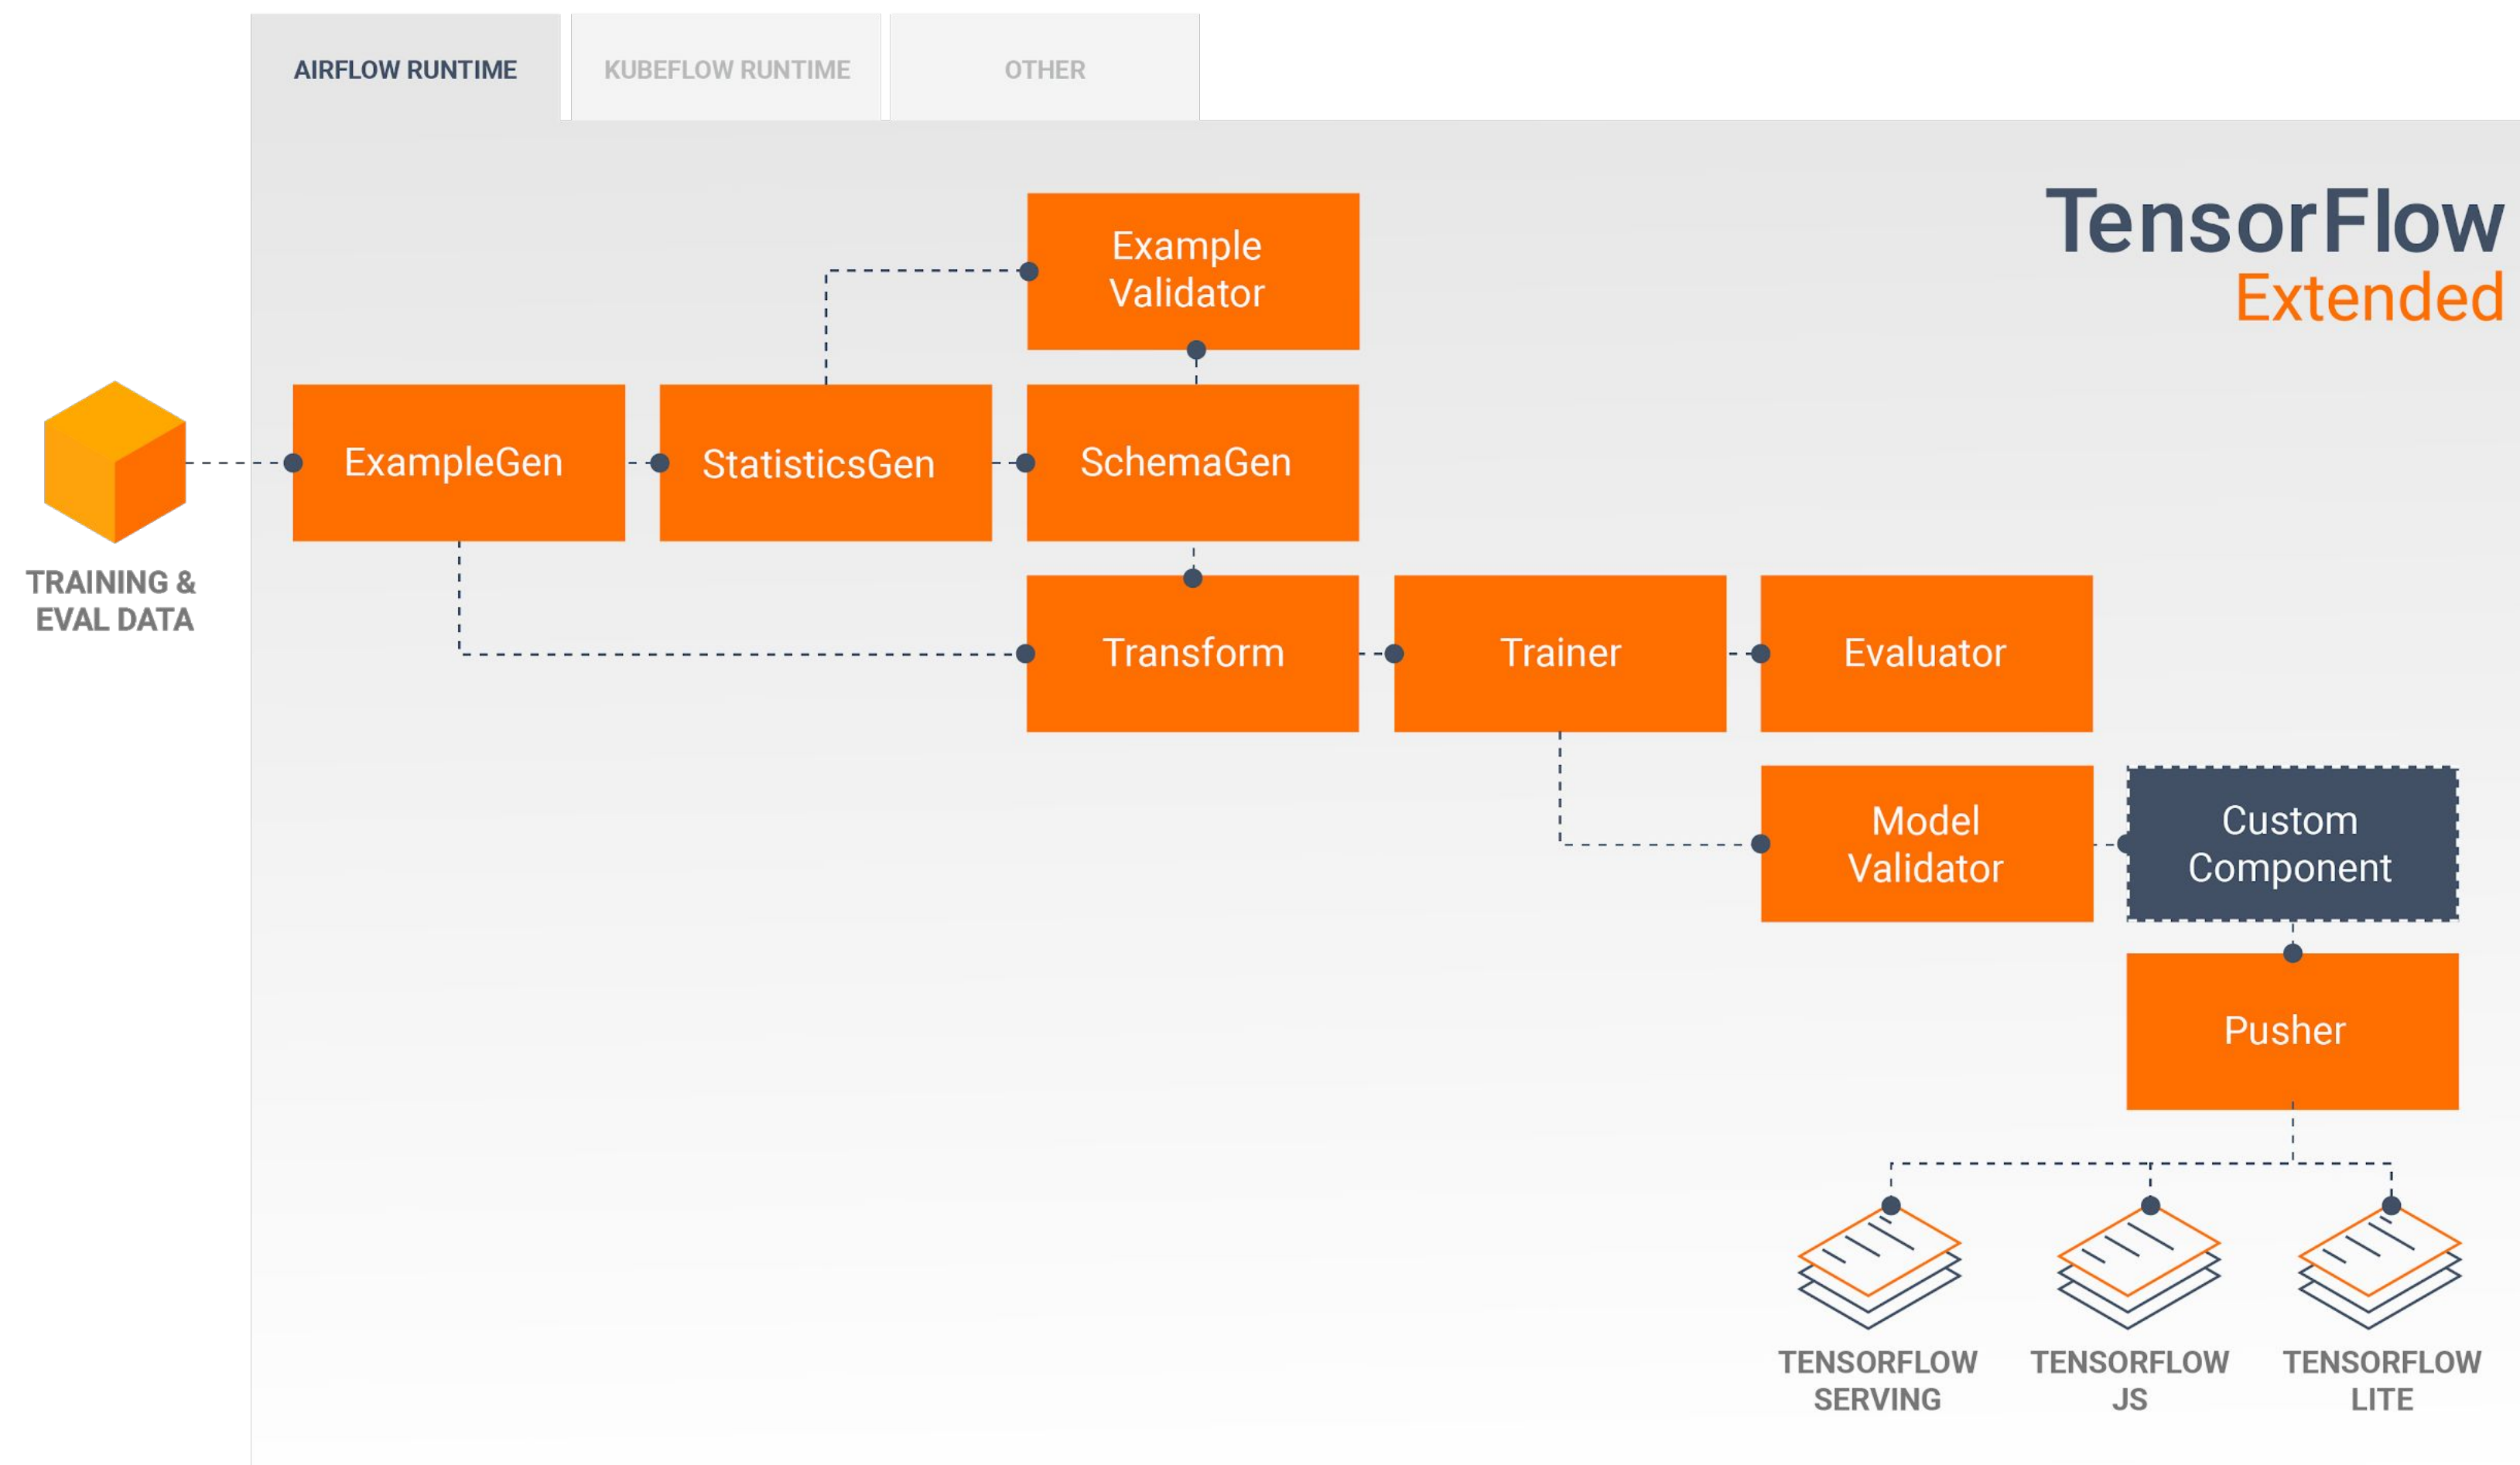 AIRFLOW RUNTIME
KUBEFLOW RUNTIME
OTHER
TensorFlow
Extended
Example
Validator
ExampleGen
StatisticsGen
SchemaGen
TRAINING &
EVAL DATA
Transform
Trainer
Evaluator
Model
Validator
Custom
Component
Pusher
TENSORFLOW
SERVING
TENSORFLOW
JS
TENSORFLOW
LITE